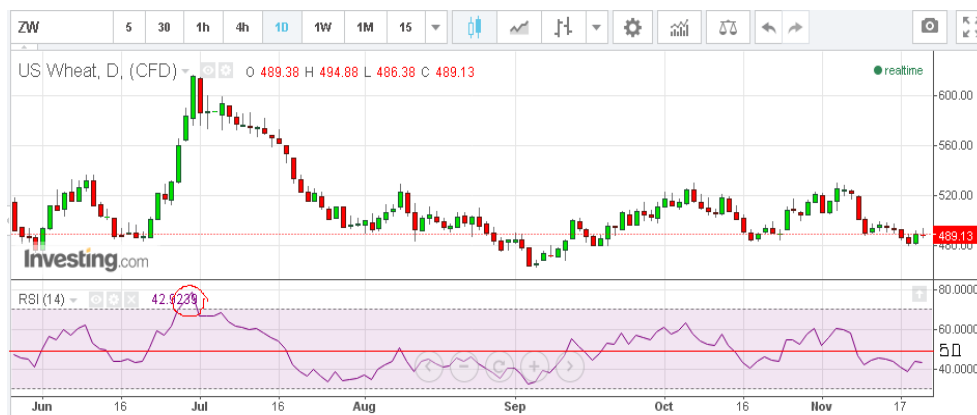 ZW 5 30 1h 4h 1D 1W 1M 15
US Wheat, D, (CFD) O 489.38 H 494.88 L 486.38 C 489.13
realtime
600.00
560.00
520.00
489.13
480.00
Investing.com
RSI (14) 42.9239
80.0000
60.0000
50
40.0000
Jun 16 Jul 16 Aug Sep Oct 16 Nov 17